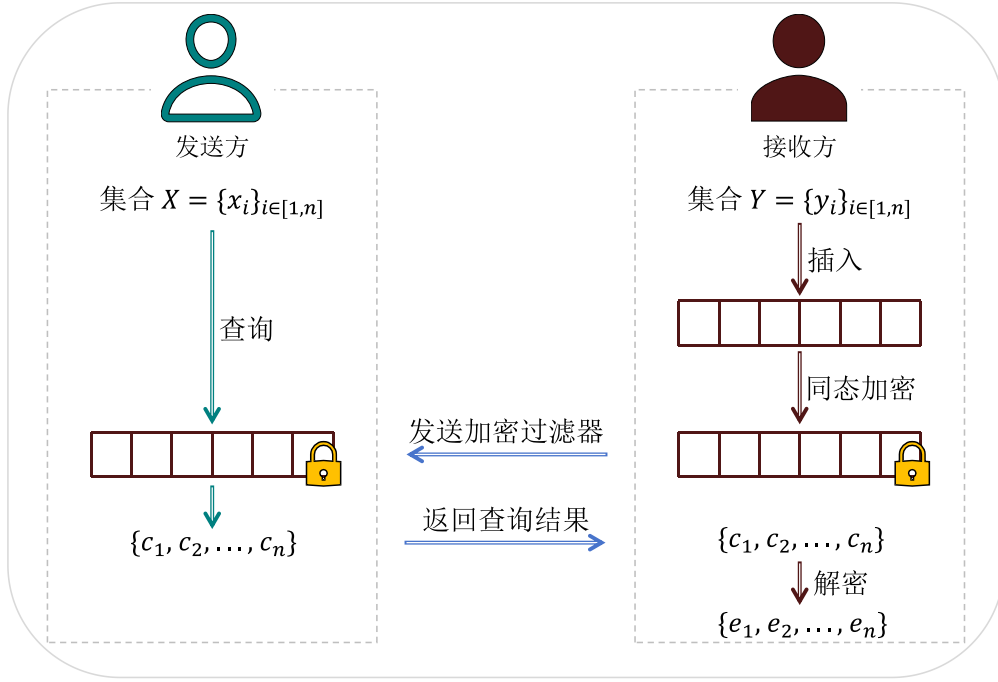 发送方
集合 X = {x_i}_{i∈[1,n]}
查询
{c_1, c_2, …, c_n}
发送加密过滤器
返回查询结果
接收方
集合 Y = {y_i}_{i∈[1,n]}
插入
同态加密
{c_1, c_2, …, c_n}
解密
{e_1, e_2, …, e_n}